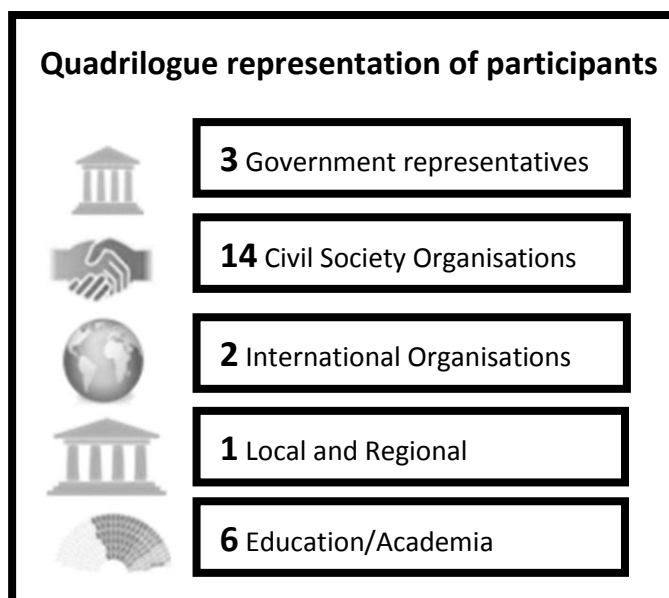 Quadrilogue representation of participants
3 Government representatives
14 Civil Society Organisations
2 International Organisations
1 Local and Regional
6 Education/Academia